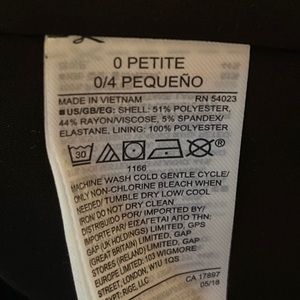 0 PETITE
0/4 PEQUEÑO
MADE IN VIETNAM RN 54023
US/GB/EG: SHELL: 51% POLYESTER,
44% RAYON/VISCOSE, 5% SPANDEX/
ELASTANE, LINING: 100% POLYESTER
30
1166
MACHINE WASH COLD GENTLE CYCLE/
ONLY NON-CHLORINE BLEACH WHEN
NEEDED/ TUMBLE DRY LOW/ COOL
IRON/ DO NOT DRY CLEAN
DISTRIBUIDO POR/ IMPORTED BY/
IMPORTE PAR/ ΕΙΣΑΓΕΤΑΙ ΑΠΟ ΤΗΝ:
GAP (UK HOLDINGS) LIMITED, GPS
(GREAT BRITAIN) LIMITED, GAP
STORES (IRELAND) LIMITED, GAP
EUROPE LIMITED: 103 WIGMORE
STREET, LONDON, W1U 1QS
DEPT: RIGE, LLC CA 17897
05/18